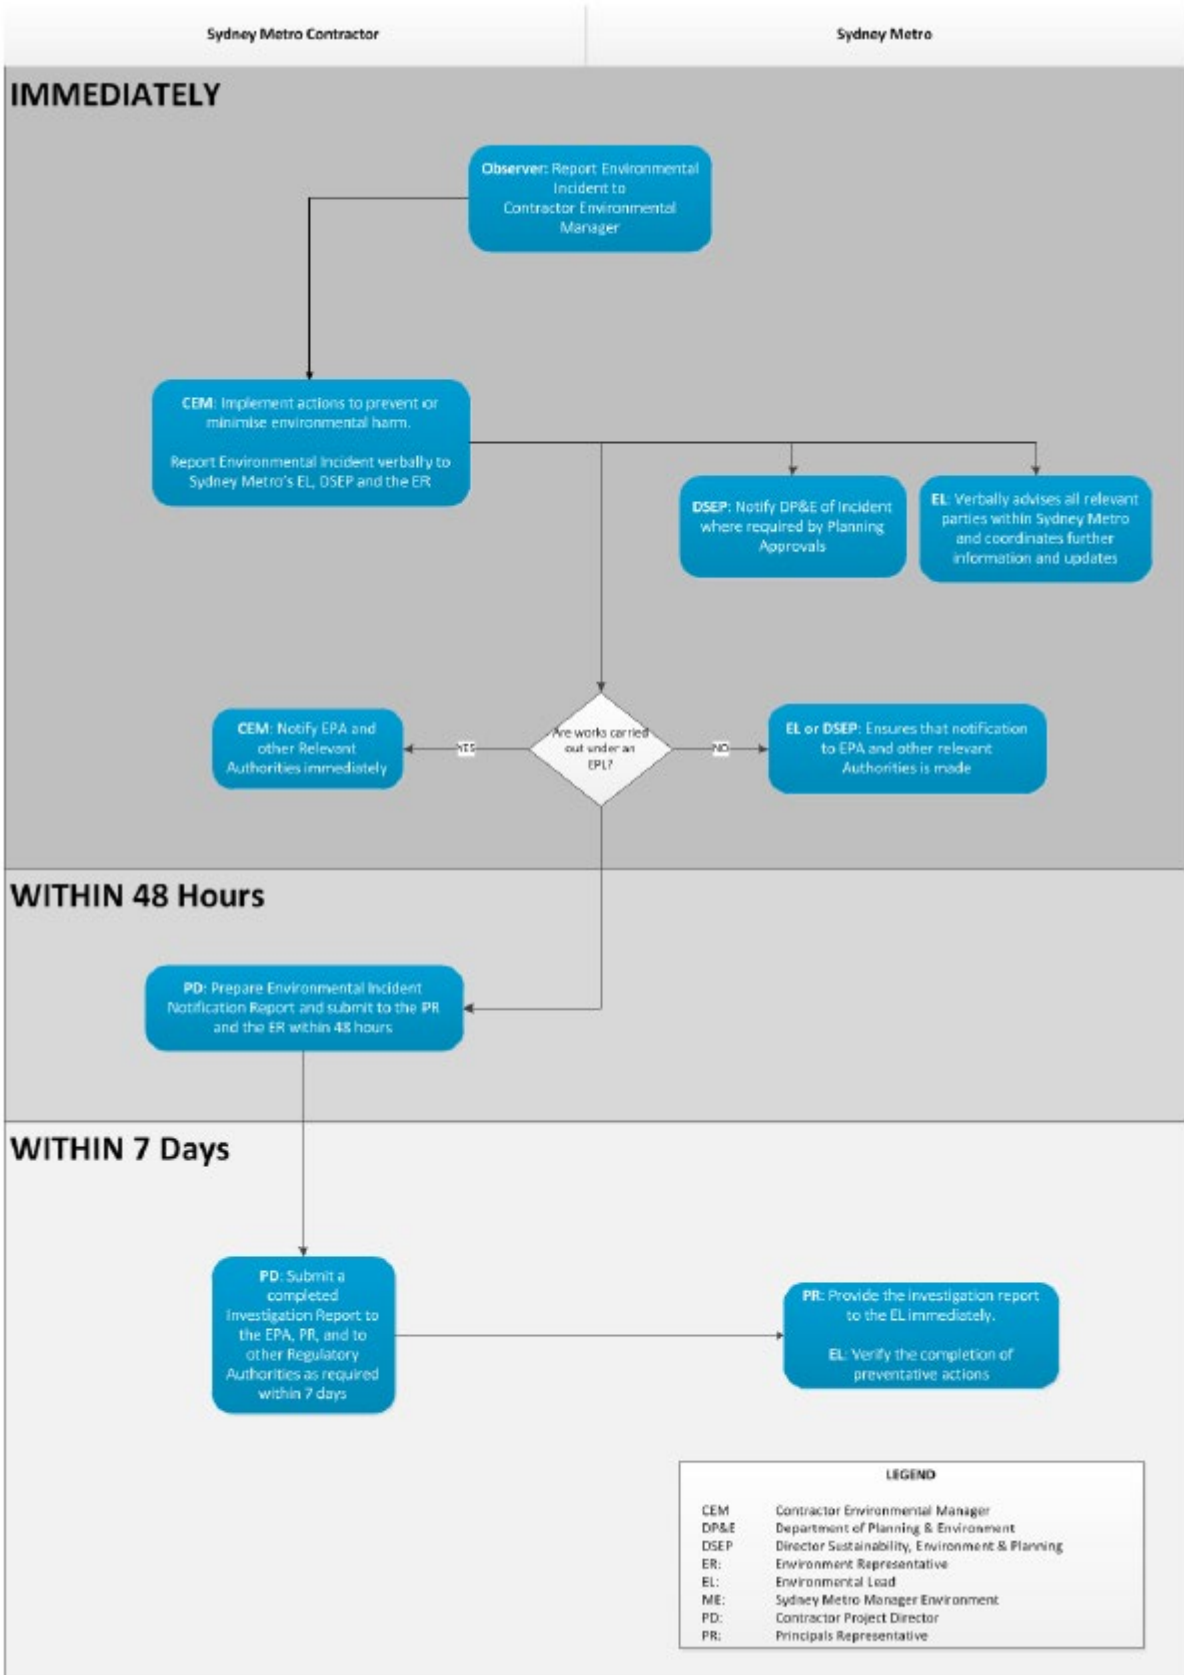 Sydney Metro Contractor
Sydney Metro
IMMEDIATELY
Observer: Report Environmental
Incident to
Contractor Environmental
Manager
CEM: Implement actions to prevent or
minimise environmental harm.
Report Environmental Incident verbally to
Sydney Metro's EL, DSEP and the ER
DSEP: Notify DP&E of Incident
where required by Planning
Approvals
EL: Verbally advises all relevant
parties within Sydney Metro
and coordinates further
information and updates
CEM: Notify EPA and
other Relevant
Authorities immediately
YES
Are works carried
out under an
EPL?
NO
EL or DSEP: Ensures that notification
to EPA and other relevant
Authorities is made
WITHIN 48 Hours
PD: Prepare Environmental Incident
Notification Report and submit to the PR
and the ER within 48 hours
WITHIN 7 Days
PD: Submit a
completed
Investigation Report to
the EPA, PR, and to
other Regulatory
Authorities as required
within 7 days
PR: Provide the investigation report
to the EL immediately.
EL: Verify the completion of
preventative actions
LEGEND
CEM Contractor Environmental Manager
DP&E Department of Planning & Environment
DSEP Director Sustainability, Environment & Planning
ER: Environment Representative
EL: Environmental Lead
ME: Sydney Metro Manager Environment
PD: Contractor Project Director
PR: Principals Representative